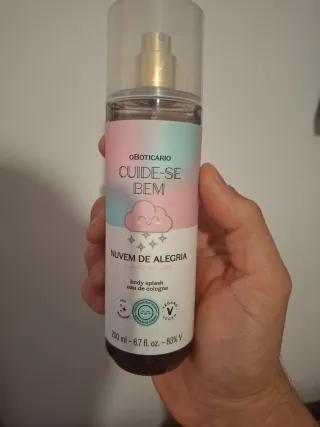 oBOTICÁRIO
CUIDE-SE
BEM
NUVEM DE ALEGRIA
body splash
eau de cologne
200 ml - 6.7 fl. oz. - 83% V